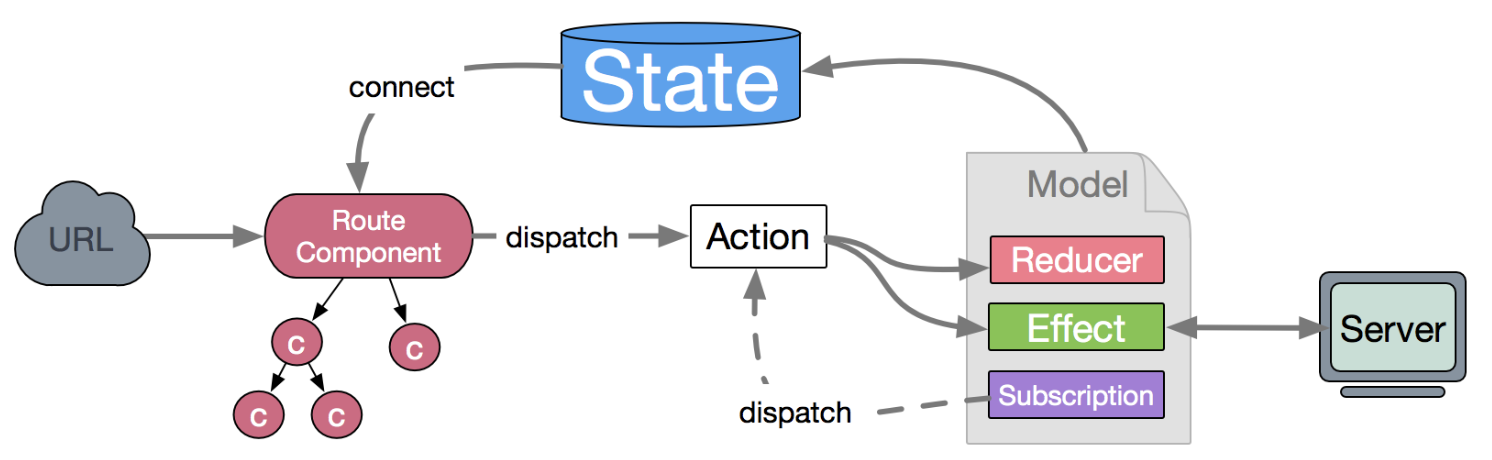 State
connect
URL
Route
Component
dispatch
Action
Model
Reducer
Effect
Subscription
Server
dispatch
C
C
C
C